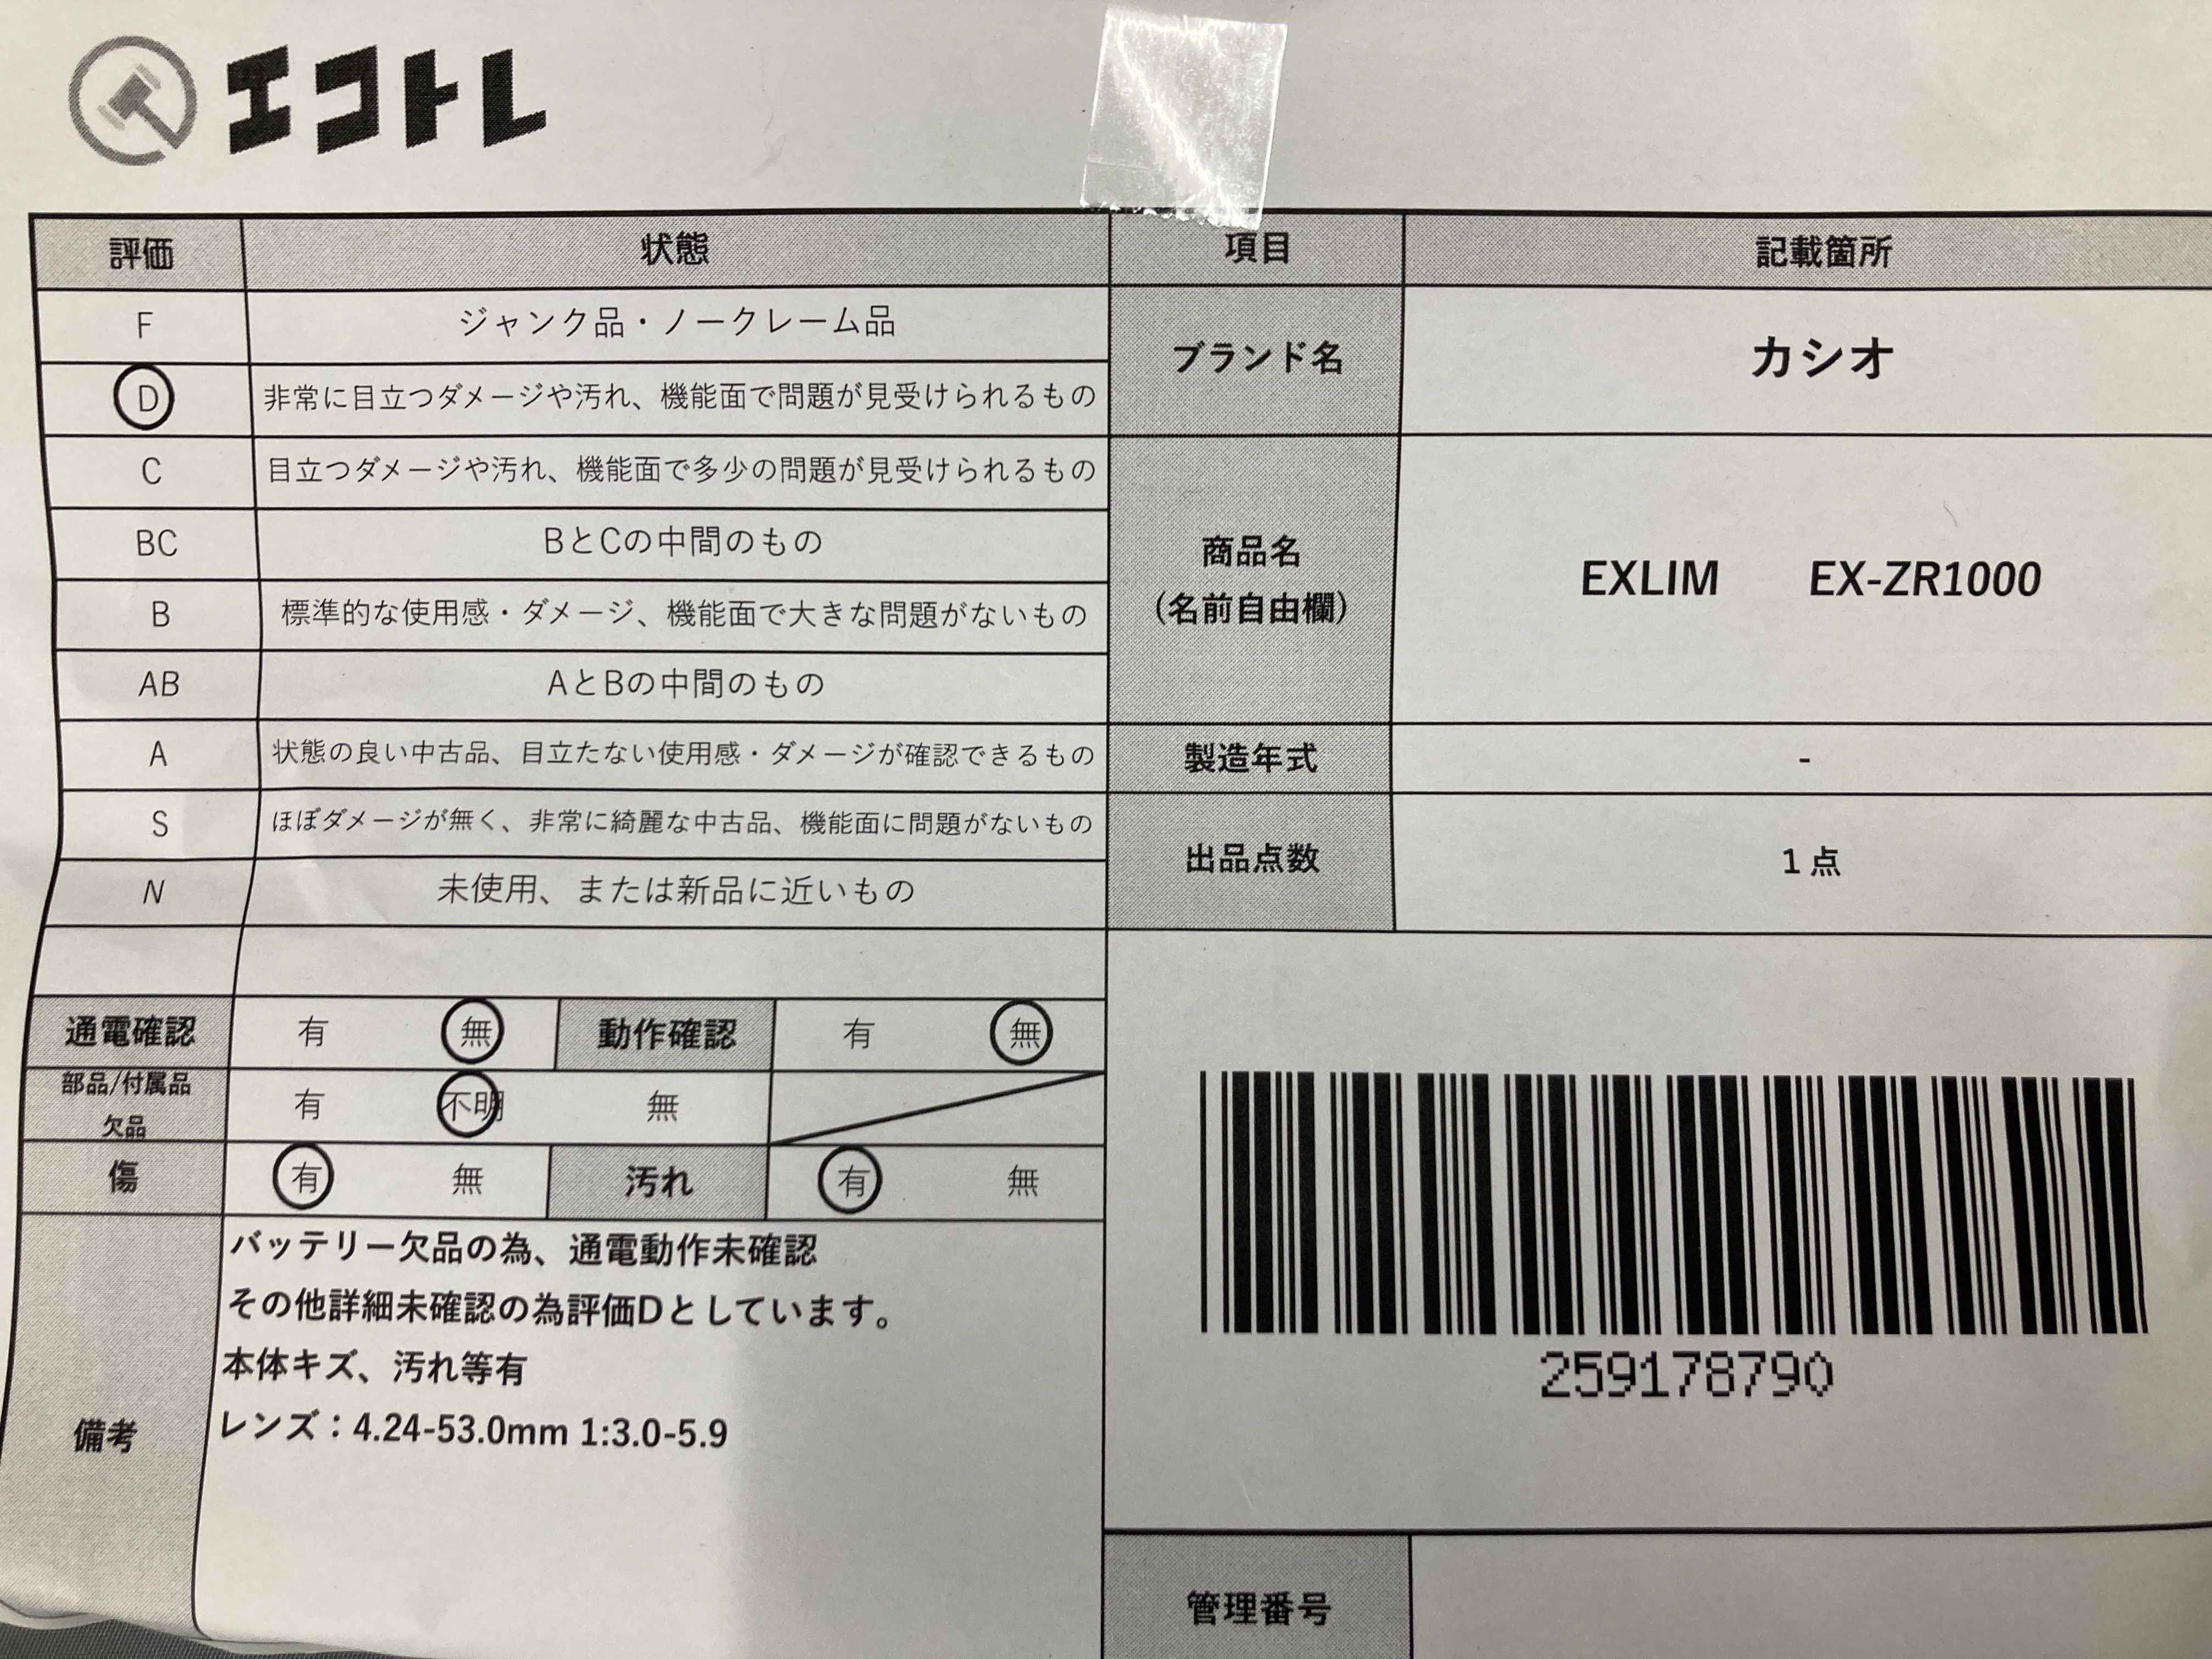 エコトレ
評価 状態 項目 記載箇所
F ジャンク品・ノークレーム品
D 非常に目立つダメージや汚れ、機能面で問題が見受けられるもの
ブランド名 カシオ
C 目立つダメージや汚れ、機能面で多少の問題が見受けられるもの
BC BとCの中間のもの
B 標準的な使用感・ダメージ、機能面で大きな問題がないもの
AB AとBの中間のもの
商品名
(名前自由欄)
EXLIM EX-ZR1000
A 状態の良い中古品、目立たない使用感・ダメージが確認できるもの
製造年式 -
S ほぼダメージが無く、非常に綺麗な中古品、機能面に問題がないもの
N 未使用、または新品に近いもの
出品点数 1点
通電確認 有 無 動作確認 有 無
部品/付属品
欠品
有 不明 無
傷 有 無 汚れ 有 無
備考
バッテリー欠品の為、通電動作未確認
その他詳細未確認の為評価Dとしています。
本体キズ、汚れ等有
レンズ：4.24-53.0mm 1:3.0-5.9
259178790
管理番号